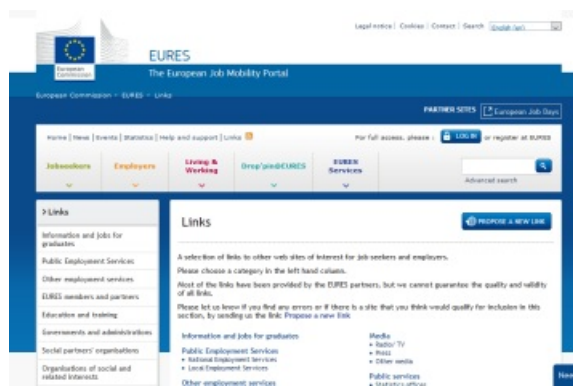 Legal notice | Cookies | Contact | Search English (en)
European
Commission
EURES
The European Job Mobility Portal
European Commission > EURES > Links
PARTNER SITES European Job Days
Home | News | Events | Statistics | Help and support | Links
For full access, please : LOG IN or register at EURES
Jobseekers
Employers
Living &
Working
Drop'pin@EURES
EURES
Services
Advanced search
> Links
Information and jobs for
graduates
Public Employment Services
Other employment services
EURES members and partners
Education and training
Governments and administrations
Social partners' organisations
Organisations of social and
related interests
Links
PROPOSE A NEW LINK
A selection of links to other web sites of interest for job-seekers and employers.
Please choose a category in the left hand column.
Most of the links have been provided by the EURES partners, but we cannot guarantee the quality and validity
of all links.
Please let us know if you find any errors or if there is a site that you think would qualify for inclusion in this
section, by sending us the link: Propose a new link
Information and jobs for graduates
Public Employment Services
• National Employment Services
• Local Employment Services
Other employment services
Media
• Radio/ TV
• Press
• Other media
Public services
• Statistics offices
Nee